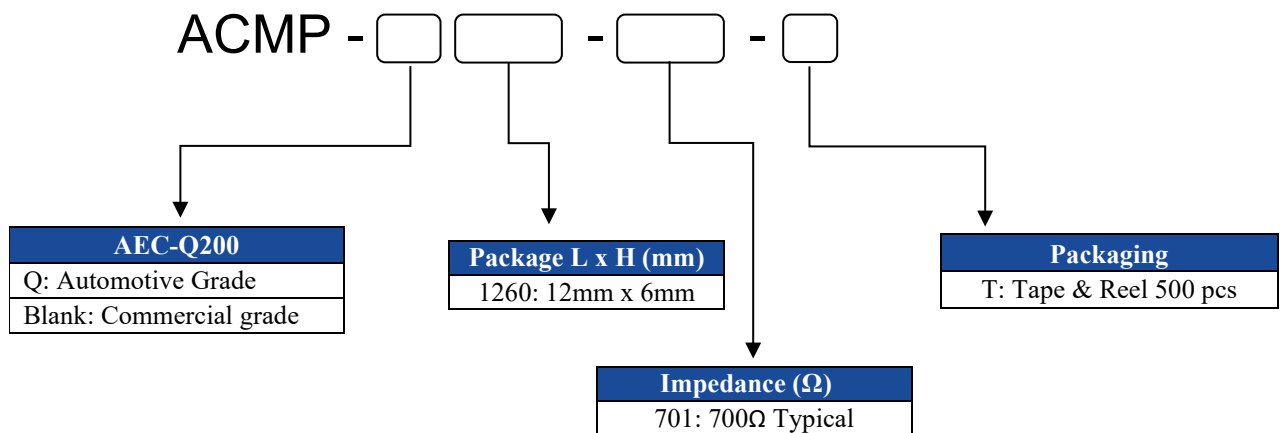 ACMP - - -
AEC-Q200
Q: Automotive Grade
Blank: Commercial grade
Package L x H (mm)
1260: 12mm x 6mm
Packaging
T: Tape & Reel 500 pcs
Impedance (Ω)
701: 700Ω Typical